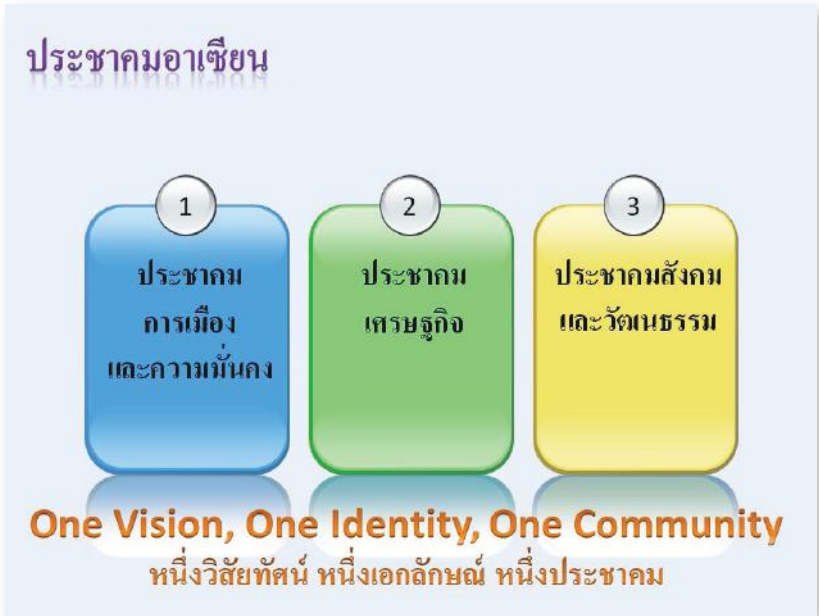 ประชาคมอาเซียน
1
ประชาคม
การเมือง
และความมั่นคง
2
ประชาคม
เศรษฐกิจ
3
ประชาคมสังคม
และวัฒนธรรม
One Vision, One Identity, One Community
หนึ่งวิสัยทัศน์ หนึ่งเอกลักษณ์ หนึ่งประชาคม